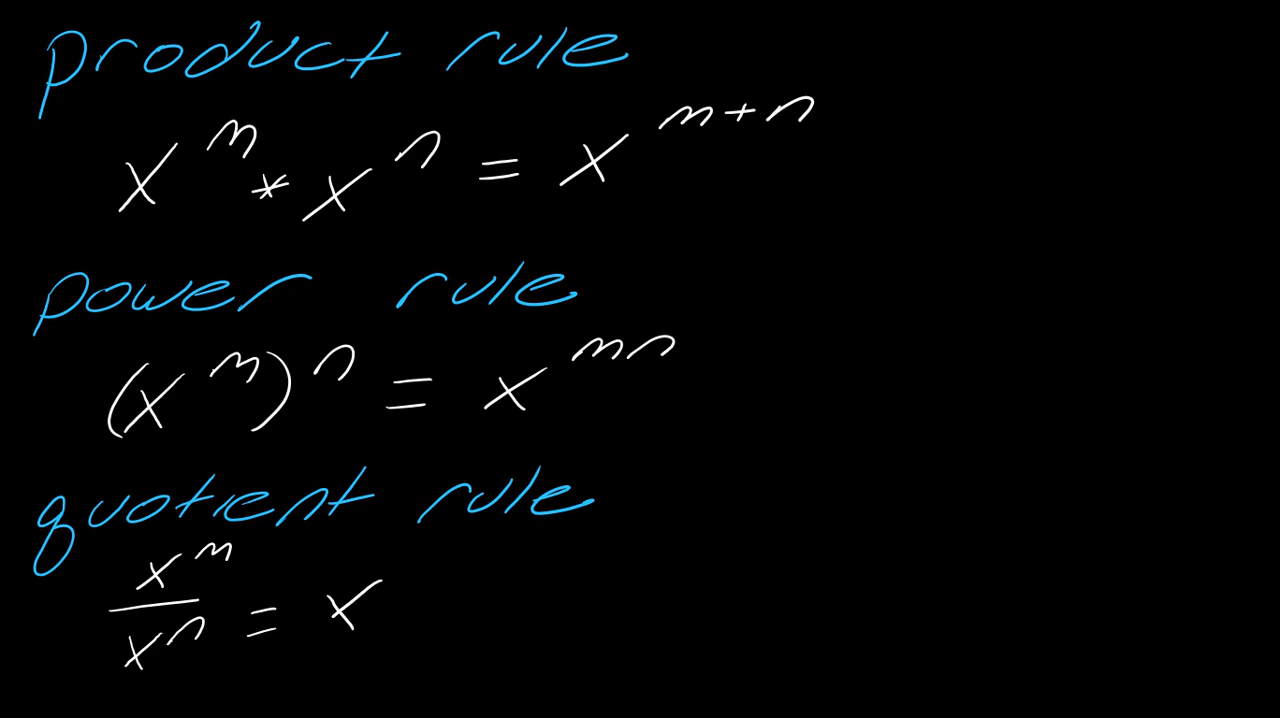 product rule
x^m * x^n = x^{m+n}
power rule
(x^m)^n = x^{mn}
quotient rule
x^m / x^n = x